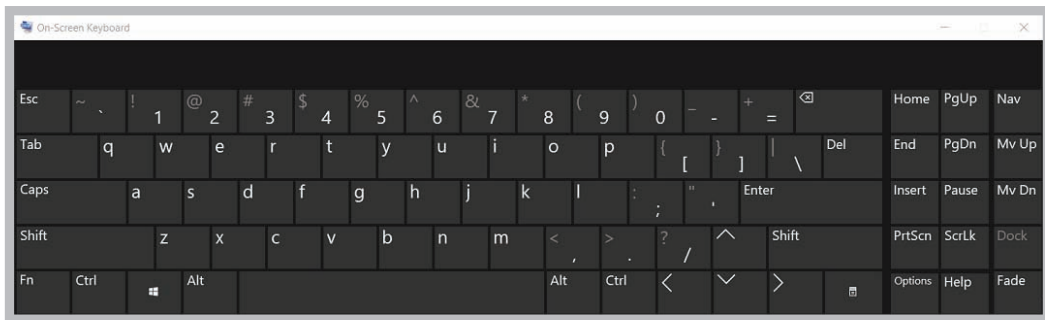 On-Screen Keyboard
Esc ~ ` ! 1 @ 2 # 3 $ 4 % 5 ^ 6 & 7 * 8 ( 9 ) 0 _ - + = Home PgUp Nav
Tab q w e r t y u i o p { [ } ] | \ Del End PgDn Mv Up
Caps a s d f g h j k l : ; " ' Enter Insert Pause Mv Dn
Shift z x c v b n m < , > . ? / Shift PrtScn ScrLk Dock
Fn Ctrl Alt Alt Ctrl Options Help Fade